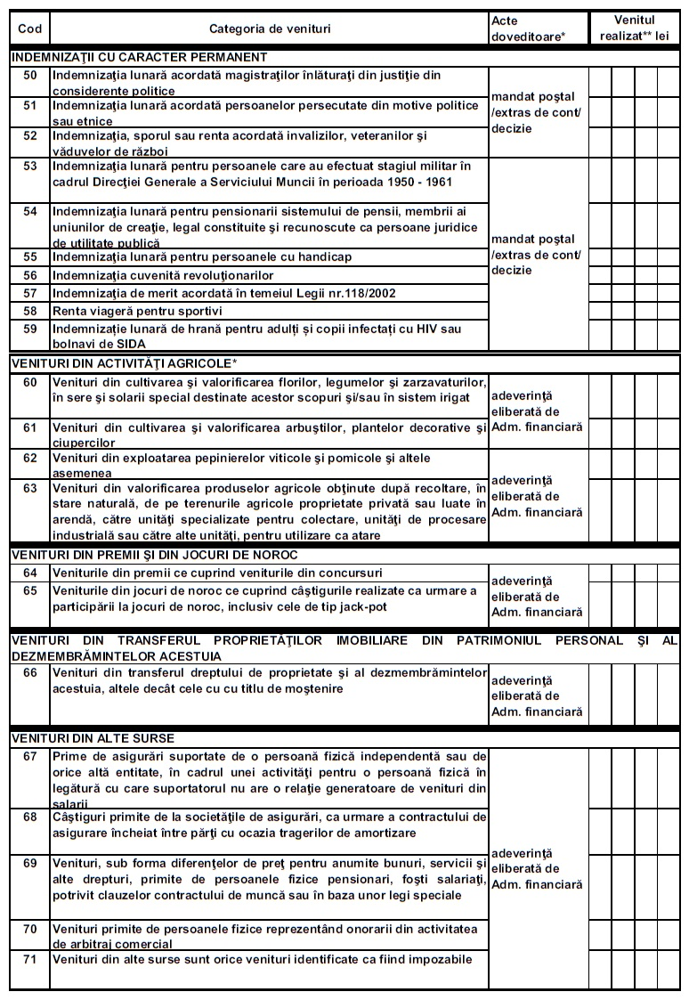 Cod
Categoria de venituri
Acte
doveditoare*
Venitul
realizat** lei
INDEMNIZAŢII CU CARACTER PERMANENT
50 Indemnizaţia lunară acordată magistraţilor înlăturaţi din justiţie din
considerente politice
51 Indemnizaţia lunară acordată persoanelor persecutate din motive politice
sau etnice
52 Indemnizaţia, sporul sau renta acordată invalizilor, veteranilor şi
văduvelor de război
mandat poştal
/extras de cont/
decizie
53 Indemnizaţia lunară pentru persoanele care au efectuat stagiul militar în
cadrul Direcţiei Generale a Serviciului Muncii în perioada 1950 - 1961
54 Indemnizaţia lunară pentru pensionarii sistemului de pensii, membrii ai
uniunilor de creaţie, legal constituite şi recunoscute ca persoane juridice
de utilitate publică
55 Indemnizaţia lunară pentru persoanele cu handicap
56 Indemnizaţia cuvenită revoluţionarilor
57 Indemnizaţia de merit acordată în temeiul Legii nr.118/2002
58 Renta viageră pentru sportivi
59 Indemnizație lunară de hrană pentru adulți și copii infectați cu HIV sau
bolnavi de SIDA
mandat poştal
/extras de cont/
decizie
VENITURI DIN ACTIVITĂŢI AGRICOLE*
60 Venituri din cultivarea şi valorificarea florilor, legumelor şi zarzavaturilor,
în sere şi solarii special destinate acestor scopuri şi/sau în sistem irigat
61 Venituri din cultivarea şi valorificarea arbuştilor, plantelor decorative şi
ciupercilor
adeverinţă
eliberată de
Adm. financiară
62 Venituri din exploatarea pepinierelor viticole şi pomicole şi altele
asemenea
63 Venituri din valorificarea produselor agricole obţinute după recoltare, în
stare naturală, de pe terenurile agricole proprietate privată sau luate în
arendă, către unităţi specializate pentru colectare, unităţi de procesare
industrială sau către alte unităţi, pentru utilizare ca atare
adeverinţă
eliberată de
Adm. financiară
VENITURI DIN PREMII ŞI DIN JOCURI DE NOROC
64 Veniturile din premii ce cuprind veniturile din concursuri
65 Veniturile din jocuri de noroc ce cuprind câştigurile realizate ca urmare a
participării la jocuri de noroc, inclusiv cele de tip jack-pot
adeverinţă
eliberată de
Adm. financiară
VENITURI DIN TRANSFERUL PROPRIETĂŢILOR IMOBILIARE DIN PATRIMONIUL PERSONAL ŞI AL
DEZMEMBRĂMINTELOR ACESTUIA
66 Venituri din transferul dreptului de proprietate şi al dezmembrămintelor
acestuia, altele decât cele cu cu titlu de moştenire
adeverinţă
eliberată de
Adm. financiară
VENITURI DIN ALTE SURSE
67 Prime de asigurări suportate de o persoană fizică independentă sau de
orice altă entitate, în cadrul unei activităţi pentru o persoană fizică în
legătură cu care suportatorul nu are o relaţie generatoare de venituri din
salarii
68 Câştiguri primite de la societăţile de asigurări, ca urmare a contractului de
asigurare încheiat între părţi cu ocazia tragerilor de amortizare
69 Venituri, sub forma diferenţelor de preţ pentru anumite bunuri, servicii şi
alte drepturi, primite de persoanele fizice pensionari, foşti salariaţi,
potrivit clauzelor contractului de muncă sau în baza unor legi speciale
70 Venituri primite de persoanele fizice reprezentând onorarii din activitatea
de arbitraj comercial
71 Venituri din alte surse sunt orice venituri identificate ca fiind impozabile
adeverinţă
eliberată de
Adm. financiară